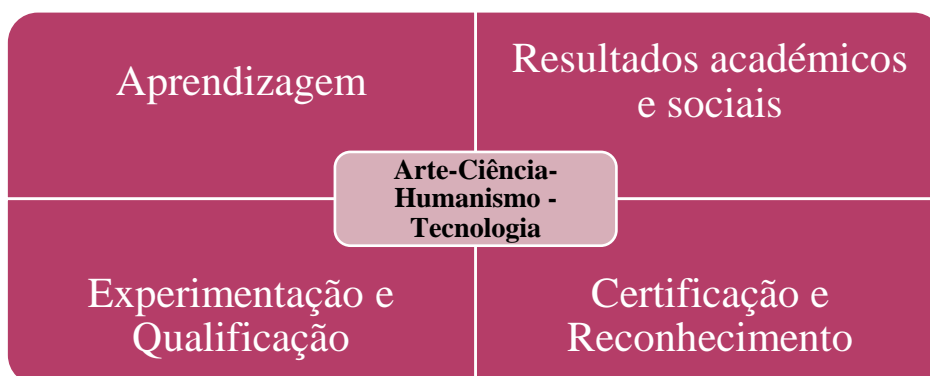 Aprendizagem
Resultados académicos
e sociais
Arte-Ciência-
Humanismo -
Tecnologia
Experimentação e
Qualificação
Certificação e
Reconhecimento